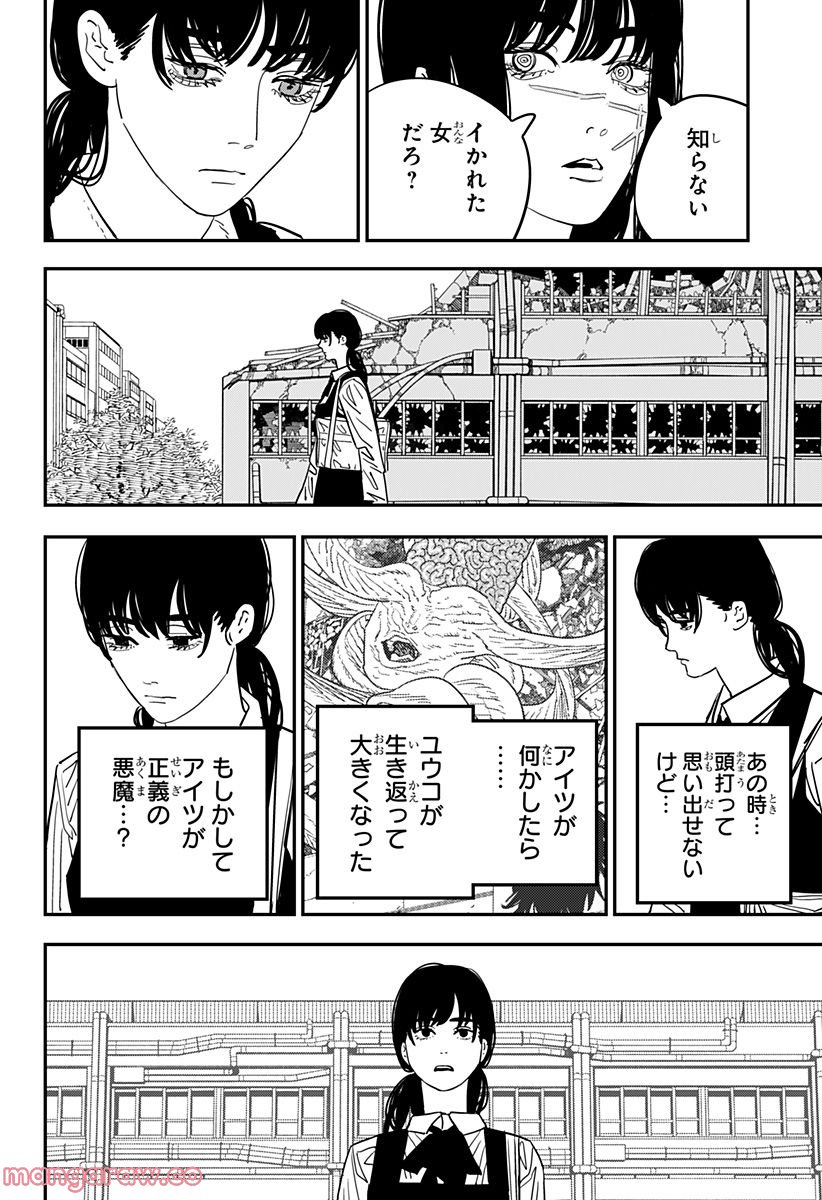 知らない
イかれた
女
だろ？
あの時…
頭打って
思い出せない
けど…
アイツが
何かしたら
……
ユウコが
生き返って
大きくなった
もしかして
アイツが
正義の
悪魔…？
mangaraw.co